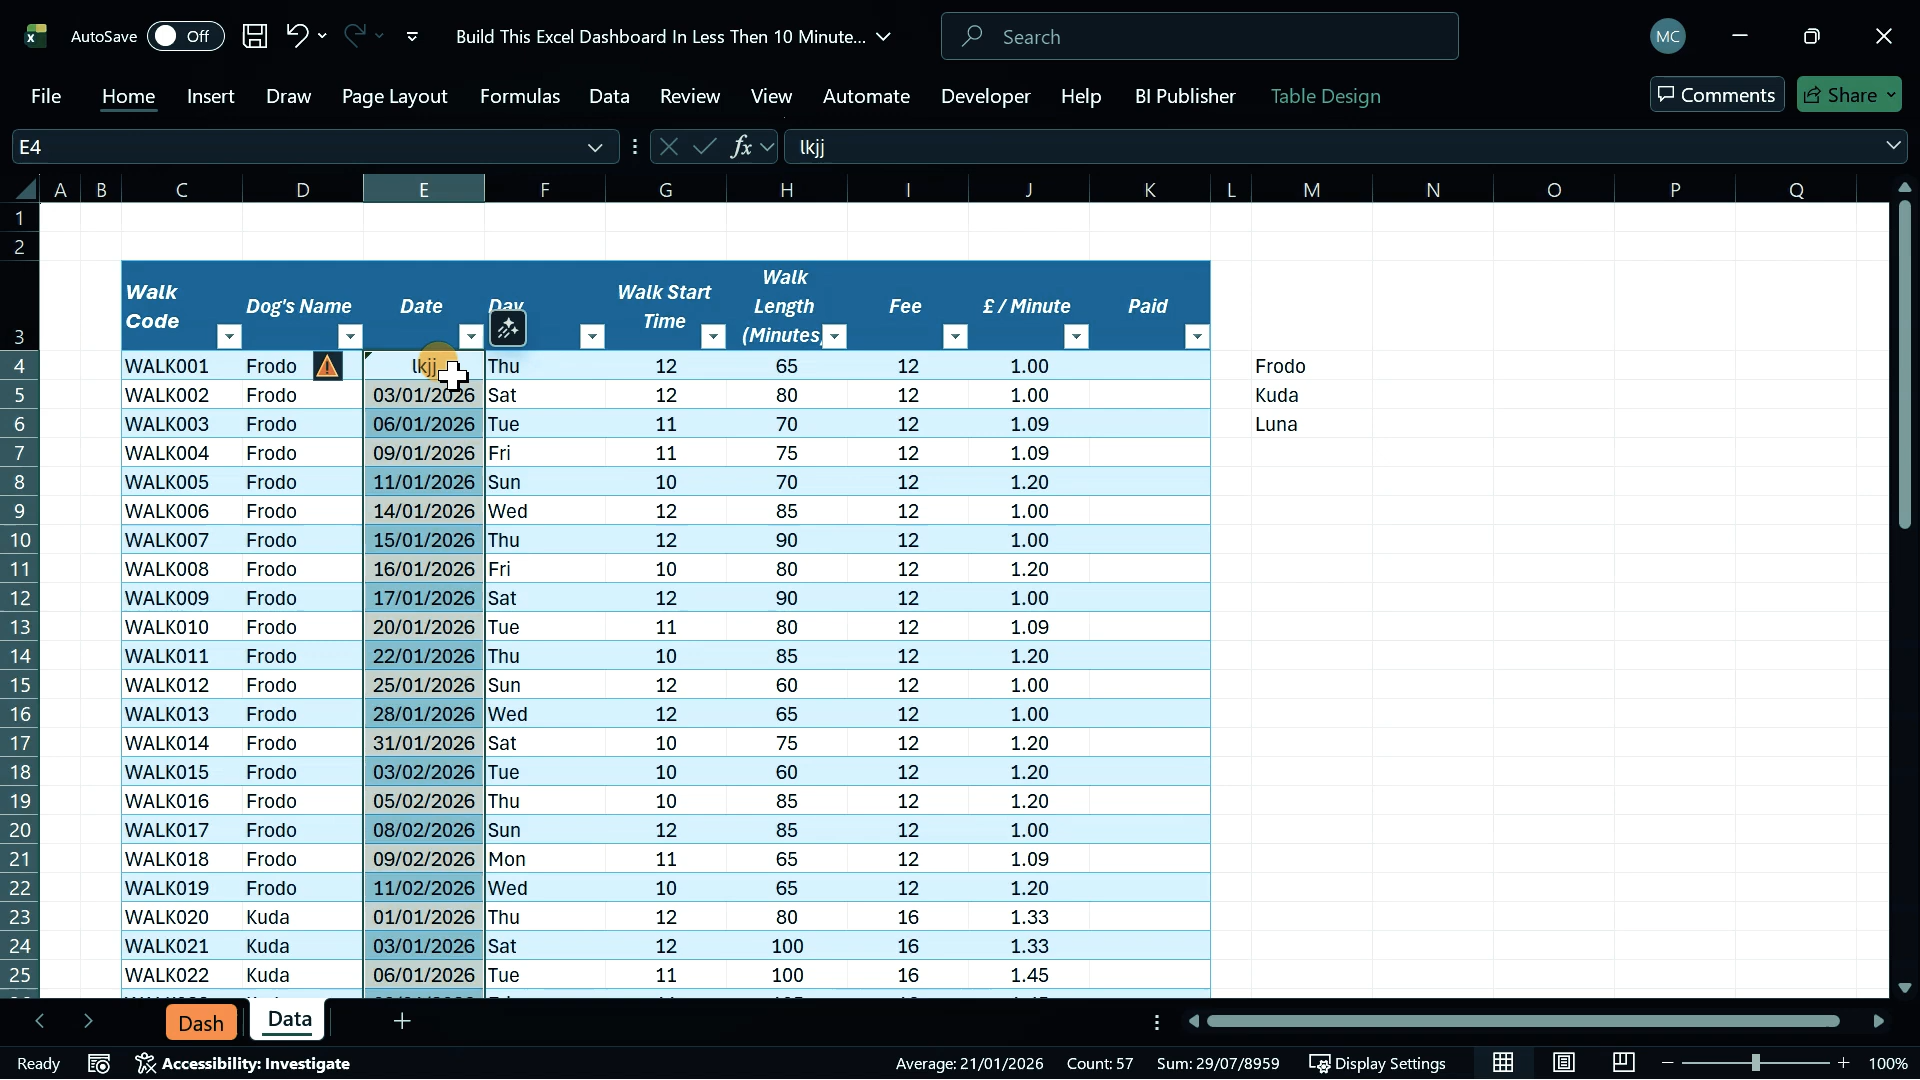 AutoSave Off Build This Excel Dashboard In Less Then 10 Minute... Search MC
File Home Insert Draw Page Layout Formulas Data Review View Automate Developer Help BI Publisher Table Design Comments Share
E4 fx lkjj
A B C D E F G H I J K L M N O P Q
1
2
3 Walk Code Dog's Name Date Day Walk Start Time Walk Length (Minutes) Fee £ / Minute Paid
4 WALK001 Frodo lkjj Thu 12 65 12 1.00 Frodo
5 WALK002 Frodo 03/01/2026 Sat 12 80 12 1.00 Kuda
6 WALK003 Frodo 06/01/2026 Tue 11 70 12 1.09 Luna
7 WALK004 Frodo 09/01/2026 Fri 11 75 12 1.09
8 WALK005 Frodo 11/01/2026 Sun 10 70 12 1.20
9 WALK006 Frodo 14/01/2026 Wed 12 85 12 1.00
10 WALK007 Frodo 15/01/2026 Thu 12 90 12 1.00
11 WALK008 Frodo 16/01/2026 Fri 10 80 12 1.20
12 WALK009 Frodo 17/01/2026 Sat 12 90 12 1.00
13 WALK010 Frodo 20/01/2026 Tue 11 80 12 1.09
14 WALK011 Frodo 22/01/2026 Thu 10 85 12 1.20
15 WALK012 Frodo 25/01/2026 Sun 12 60 12 1.00
16 WALK013 Frodo 28/01/2026 Wed 12 65 12 1.00
17 WALK014 Frodo 31/01/2026 Sat 10 75 12 1.20
18 WALK015 Frodo 03/02/2026 Tue 10 60 12 1.20
19 WALK016 Frodo 05/02/2026 Thu 10 85 12 1.20
20 WALK017 Frodo 08/02/2026 Sun 12 85 12 1.00
21 WALK018 Frodo 09/02/2026 Mon 11 65 12 1.09
22 WALK019 Frodo 11/02/2026 Wed 10 65 12 1.20
23 WALK020 Kuda 01/01/2026 Thu 12 80 16 1.33
24 WALK021 Kuda 03/01/2026 Sat 12 100 16 1.33
25 WALK022 Kuda 06/01/2026 Tue 11 100 16 1.45
Dash Data
Ready Accessibility: Investigate Average: 21/01/2026 Count: 57 Sum: 29/07/8959 Display Settings 100%